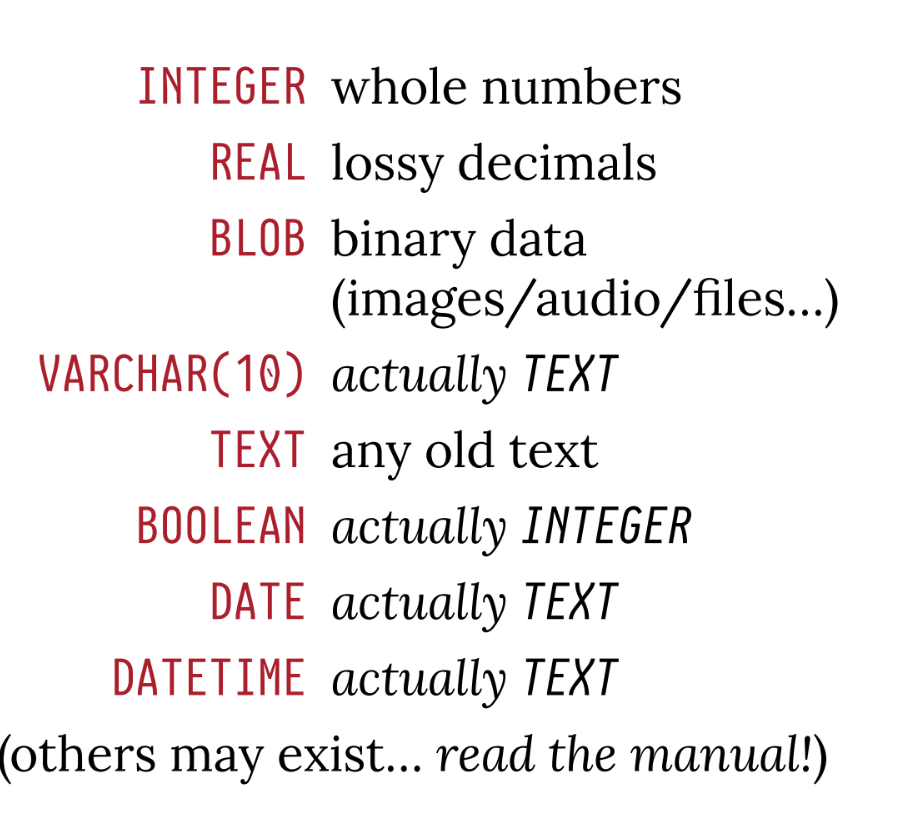 INTEGER whole numbers
REAL lossy decimals
BLOB binary data
(images/audio/files...)
VARCHAR(10) actually TEXT
TEXT any old text
BOOLEAN actually INTEGER
DATE actually TEXT
DATETIME actually TEXT
(others may exist... read the manual!)